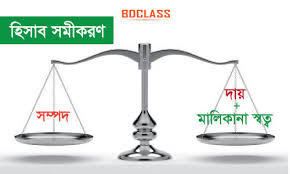 BDCLASS
হিসাব সমীকরণ
সম্পদ
দায়
+
মালিকানা স্বত্ব